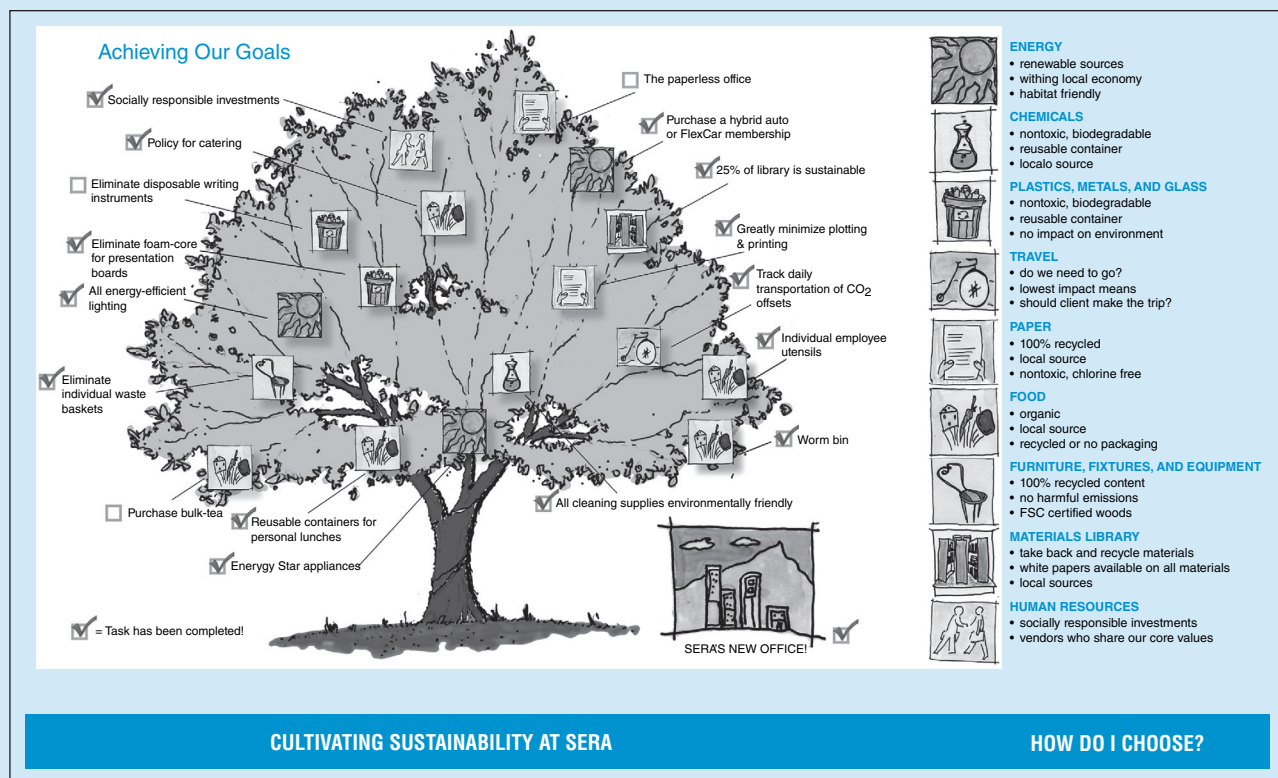 Achieving Our Goals
Socially responsible investments
Policy for catering
Eliminate disposable writing
instruments
Eliminate foam-core
for presentation
boards
All energy-efficient
lighting
Eliminate
individual waste
baskets
Purchase bulk-tea
Reusable containers for
personal lunches
Enerygy Star appliances
= Task has been completed!
The paperless office
Purchase a hybrid auto
or FlexCar membership
25% of library is sustainable
Greatly minimize plotting
& printing
Track daily
transportation of CO₂
offsets
Individual employee
utensils
Worm bin
All cleaning supplies environmentally friendly
SERA'S NEW OFFICE!
ENERGY
• renewable sources
• withing local economy
• habitat friendly
CHEMICALS
• nontoxic, biodegradable
• reusable container
• localo source
PLASTICS, METALS, AND GLASS
• nontoxic, biodegradable
• reusable container
• no impact on environment
TRAVEL
• do we need to go?
• lowest impact means
• should client make the trip?
PAPER
• 100% recycled
• local source
• nontoxic, chlorine free
FOOD
• organic
• local source
• recycled or no packaging
FURNITURE, FIXTURES, AND EQUIPMENT
• 100% recycled content
• no harmful emissions
• FSC certified woods
MATERIALS LIBRARY
• take back and recycle materials
• white papers available on all materials
• local sources
HUMAN RESOURCES
• socially responsible investments
• vendors who share our core values
CULTIVATING SUSTAINABILITY AT SERA
HOW DO I CHOOSE?